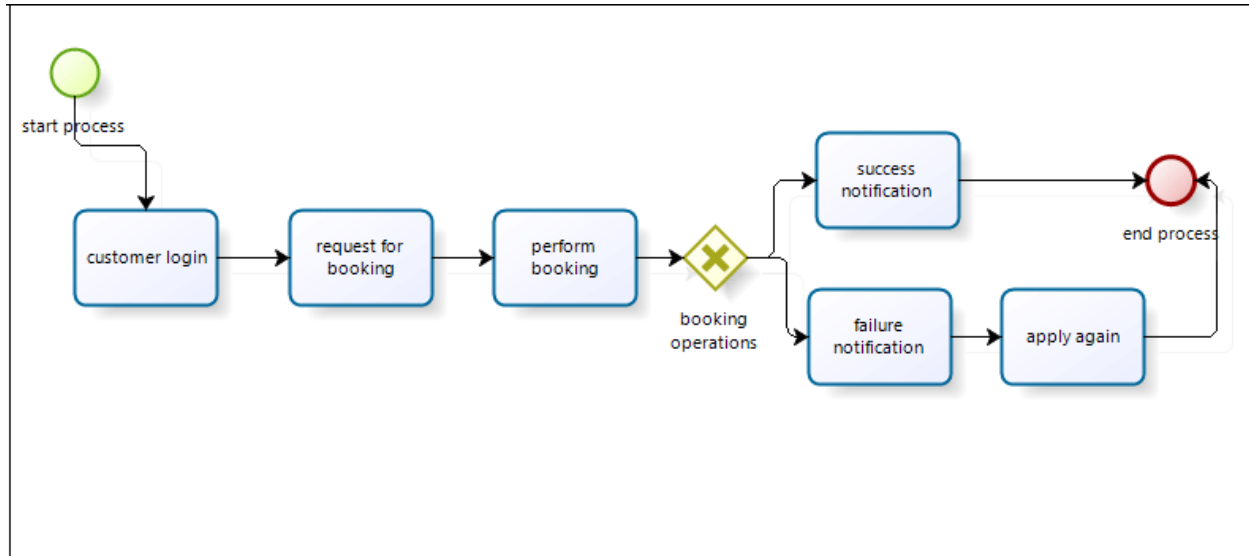 start process
customer login
request for
booking
perform
booking
booking
operations
success
notification
end process
failure
notification
apply again